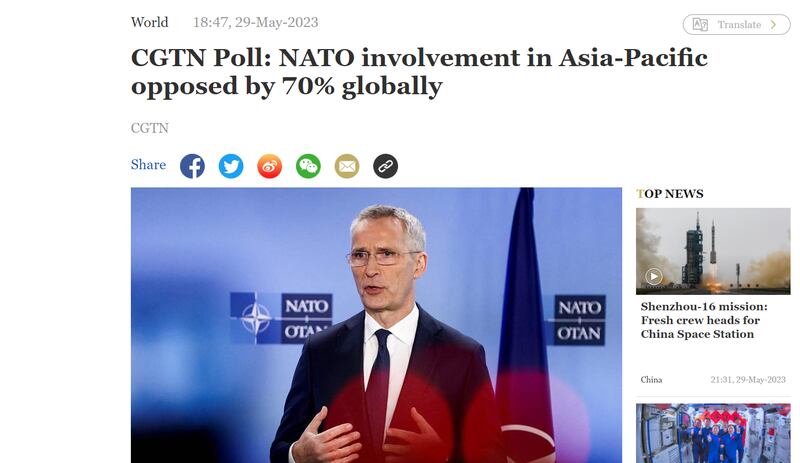 World 18:47, 29-May-2023
Translate
CGTN Poll: NATO involvement in Asia-Pacific
opposed by 70% globally
CGTN
Share
NATO
OTAN
NATO
OTAN
TOP NEWS
Shenzhou-16 mission:
Fresh crew heads for
China Space Station
China 21:31, 29-May-2023